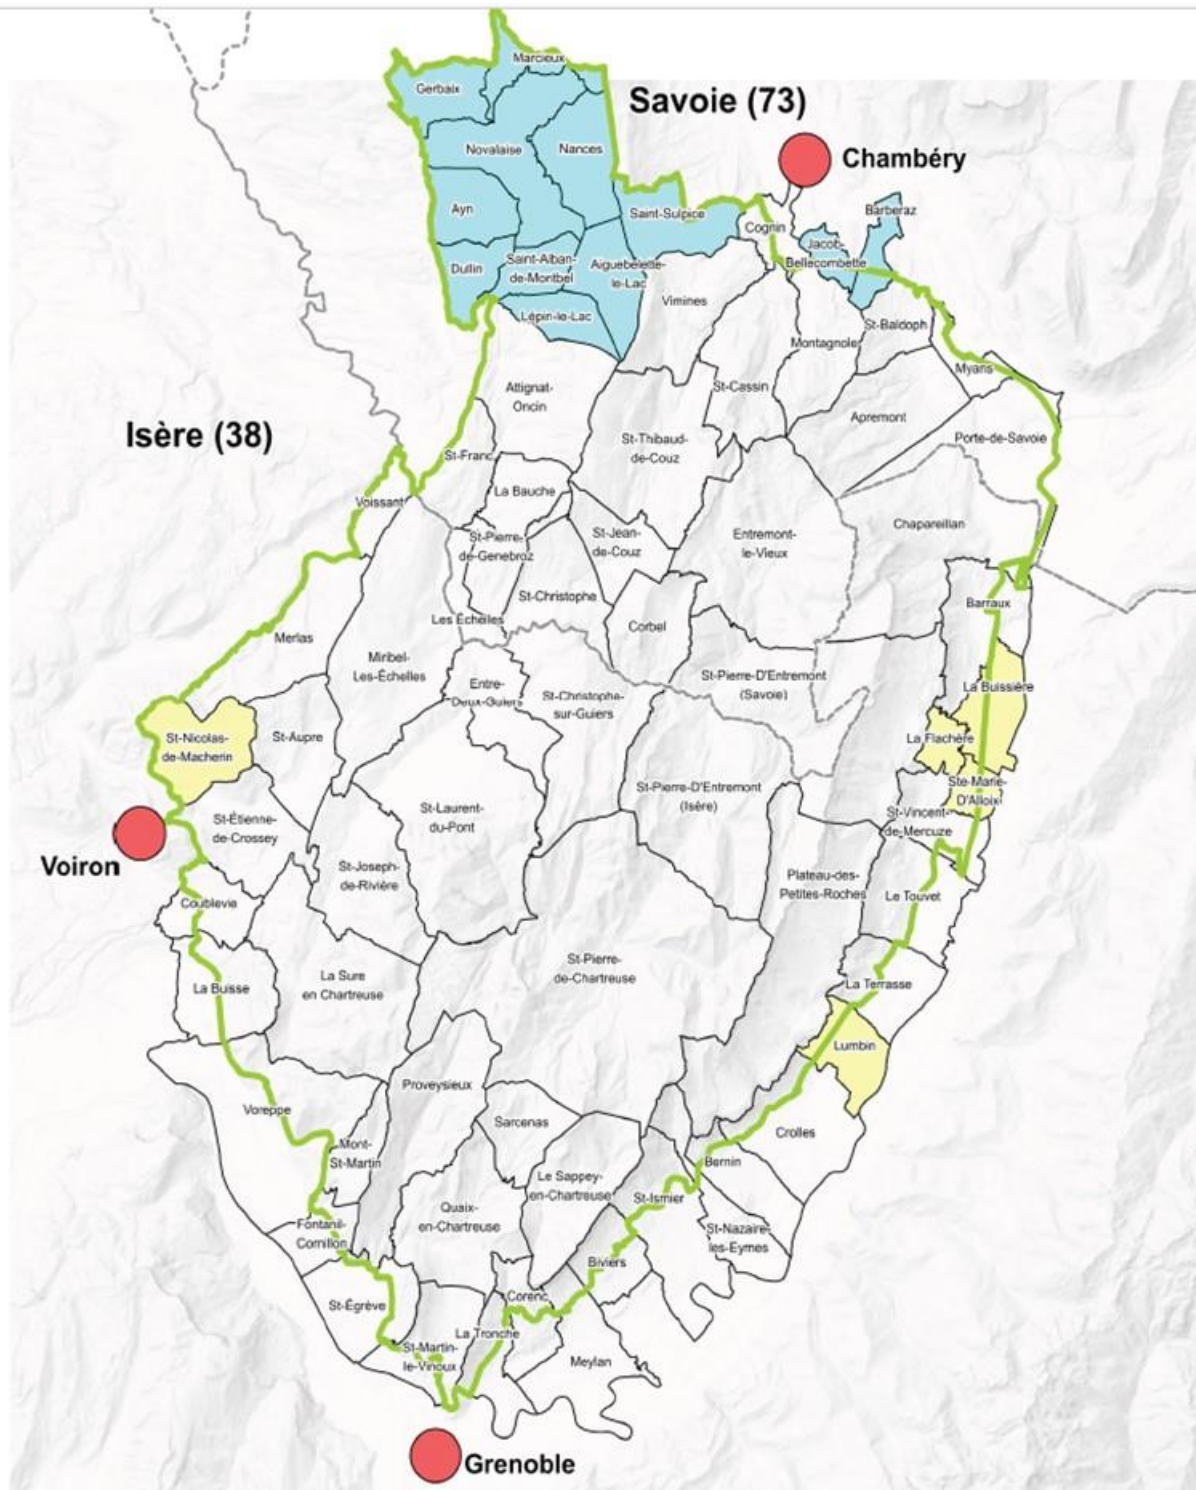 Marcieux
Gerbaix
Savoie (73)
Novalaise
Nances
Chambéry
Ayn
Saint-Sulpice
Barberaz
Cognin
Jacob-
Bellecombette
Dullin
Saint-Alban-
de-Montbel
Aiguebelette-
le-Lac
Vimines
Lépin-le-Lac
St-Baldoph
Montagnole
Myans
Attignat-
Oncin
St-Cassin
Apremont
Isère (38)
St-Thibaud-
de-Couz
Porte-de-Savoie
St-Franc
La Bauche
Voissant
Chapareillan
St-Pierre-
de-Genebroz
St-Jean-
de-Couz
Entremont-
le-Vieux
St-Christophe
Barraux
Les Échelles
Corbel
Merlas
Miribel-
Les-Échelles
Entre-
Deux-Guiers
St-Christophe-
sur-Guiers
St-Pierre-D'Entremont
(Savoie)
La Buissière
St-Nicolas-
de-Macherin
St-Aupre
La Flachère
St-Pierre-D'Entremont
(Isère)
Ste-Marie-
D'Alloix
St-Laurent-
du-Pont
St-Étienne-
de-Crossey
St-Vincent-
de-Mercuze
Voiron
St-Joseph-
de-Rivière
Plateau-des-
Petites-Roches
Le Touvet
Coublevie
St-Pierre-
de-Chartreuse
La Buisse
La Sure
en Chartreuse
La Terrasse
Lumbin
Proveysieux
Voreppe
Sarcenas
Crolles
Mont-
St-Martin
Bernin
Le Sappey-
en-Chartreuse
St-Ismier
Quaix-
en-Chartreuse
Fontanil-
Cornillon
St-Nazaire-
les-Eymes
Biviers
Corenc
St-Égrève
La Tronche
St-Martin-
le-Vinoux
Meylan
Grenoble